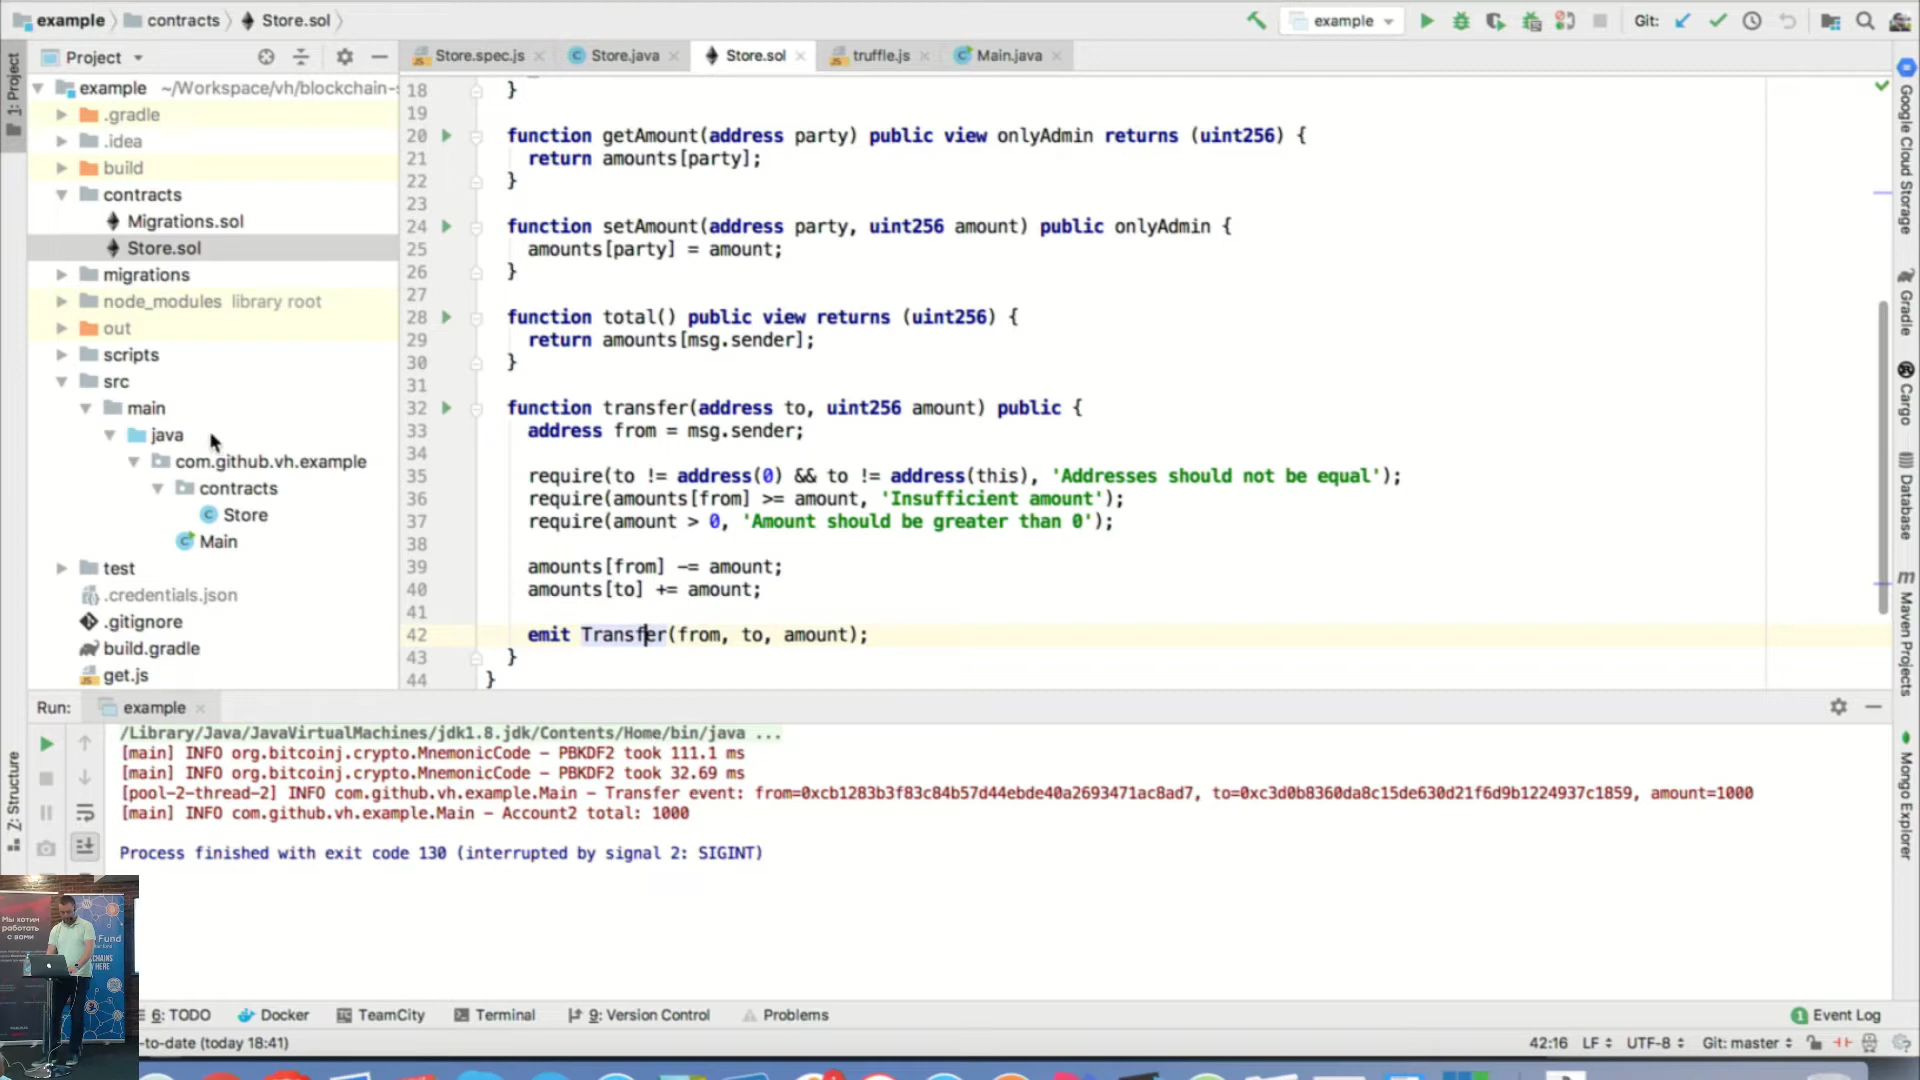 example contracts Store.sol
example Git:
Project
Store.spec.js Store.java Store.sol truffle.js Main.java
1: Project
example ~/Workspace/vh/blockchain-
.gradle
.idea
build
contracts
Migrations.sol
Store.sol
migrations
node_modules library root
out
scripts
src
main
java
com.github.vh.example
contracts
Store
Main
test
.credentials.json
.gitignore
build.gradle
get.js
18 }
19
20 function getAmount(address party) public view onlyAdmin returns (uint256) {
21 return amounts[party];
22 }
23
24 function setAmount(address party, uint256 amount) public onlyAdmin {
25 amounts[party] = amount;
26 }
27
28 function total() public view returns (uint256) {
29 return amounts[msg.sender];
30 }
31
32 function transfer(address to, uint256 amount) public {
33 address from = msg.sender;
34
35 require(to != address(0) && to != address(this), 'Addresses should not be equal');
36 require(amounts[from] >= amount, 'Insufficient amount');
37 require(amount > 0, 'Amount should be greater than 0');
38
39 amounts[from] -= amount;
40 amounts[to] += amount;
41
42 emit Transfer(from, to, amount);
43 }
44 }
Google Cloud Storage
Gradle
Cargo
Database
Maven Projects
Mongo Explorer
Run: example
Z: Structure
/Library/Java/JavaVirtualMachines/jdk1.8.jdk/Contents/Home/bin/java ...
[main] INFO org.bitcoinj.crypto.MnemonicCode - PBKDF2 took 111.1 ms
[main] INFO org.bitcoinj.crypto.MnemonicCode - PBKDF2 took 32.69 ms
[pool-2-thread-2] INFO com.github.vh.example.Main - Transfer event: from=0xcb1283b3f83c84b57d44ebde40a2693471ac8ad7, to=0xc3d0b8360da8c15de630d21f6d9b1224937c1859, amount=1000
[main] INFO com.github.vh.example.Main - Account2 total: 1000
Process finished with exit code 130 (interrupted by signal 2: SIGINT)
Мы хотим
работать
с вами
Fund
CHAINS
HERE
6: TODO Docker TeamCity Terminal 9: Version Control Problems 1 Event Log
-to-date (today 18:41) 42:16 LF UTF-8 Git: master